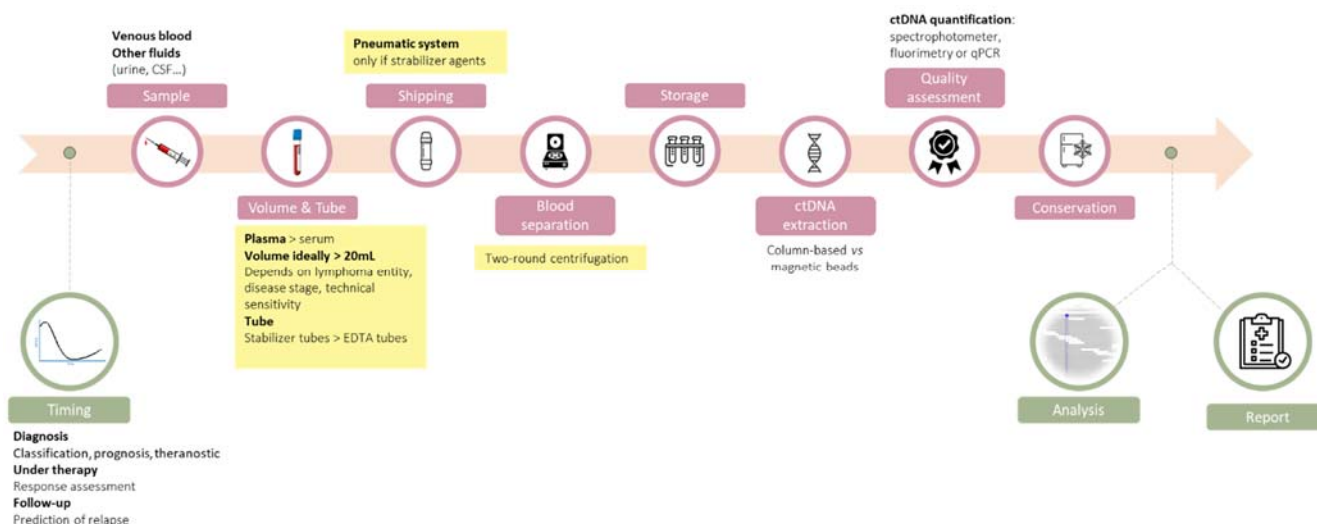 Venous blood
Other fluids
(urine, CSF...)
Sample
Volume & Tube
Plasma > serum
Volume ideally > 20mL
Depends on lymphoma entity,
disease stage, technical
sensitivity
Tube
Stabilizer tubes > EDTA tubes
Pneumatic system
only if strabilizer agents
Shipping
Blood
separation
Two-round centrifugation
Storage
ctDNA
extraction
Column-based vs
magnetic beads
ctDNA quantification:
spectrophotometer,
fluorimetry or qPCR
Quality
assessment
Conservation
Timing
Diagnosis
Classification, prognosis, theranostic
Under therapy
Response assessment
Follow-up
Prediction of relapse
Analysis
Report